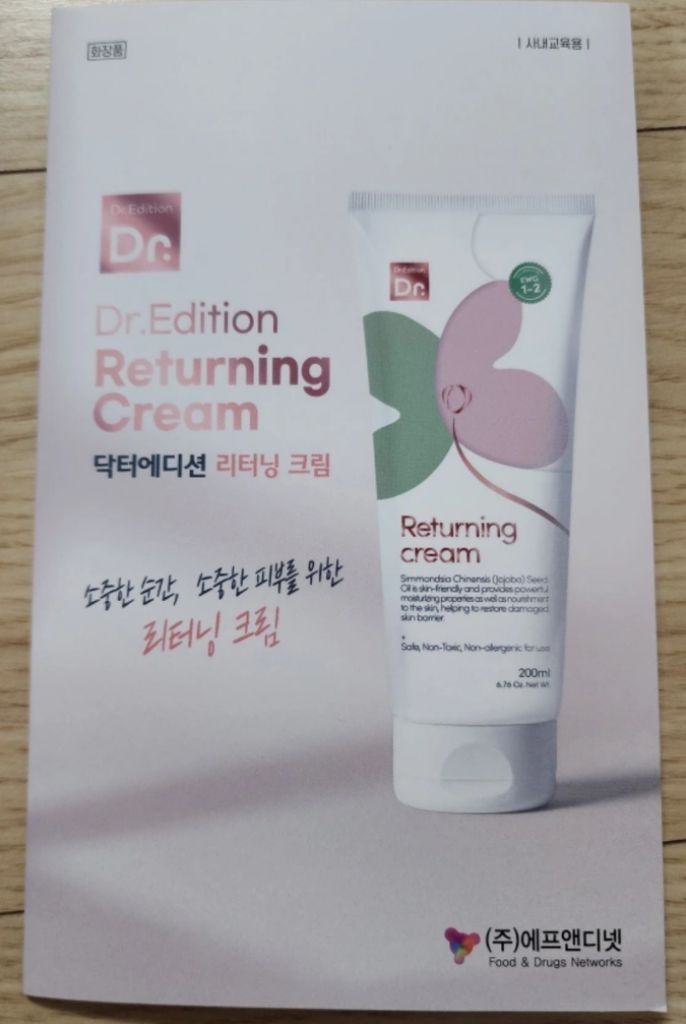 화장품
| 사내교육용 |
Dr.Edition
Dr.
Dr.Edition
Returning
Cream
닥터에디션 리터닝 크림
소중한 순간, 소중한 피부를 위한
리터닝 크림
Dr.Edition
Dr.
EWG
1-2
Returning
cream
Simmondsia Chinensis (Jojoba) Seed
Oil is skin-friendly and provides powerful
moisturizing properties as well as nourishment
to the skin, helping to restore damaged
skin barrier.
+
Safe, Non-Toxic, Non-allergenic for use
200ml
6.76 Oz. Net Wt.
(주)에프앤디넷
Food & Drugs Networks